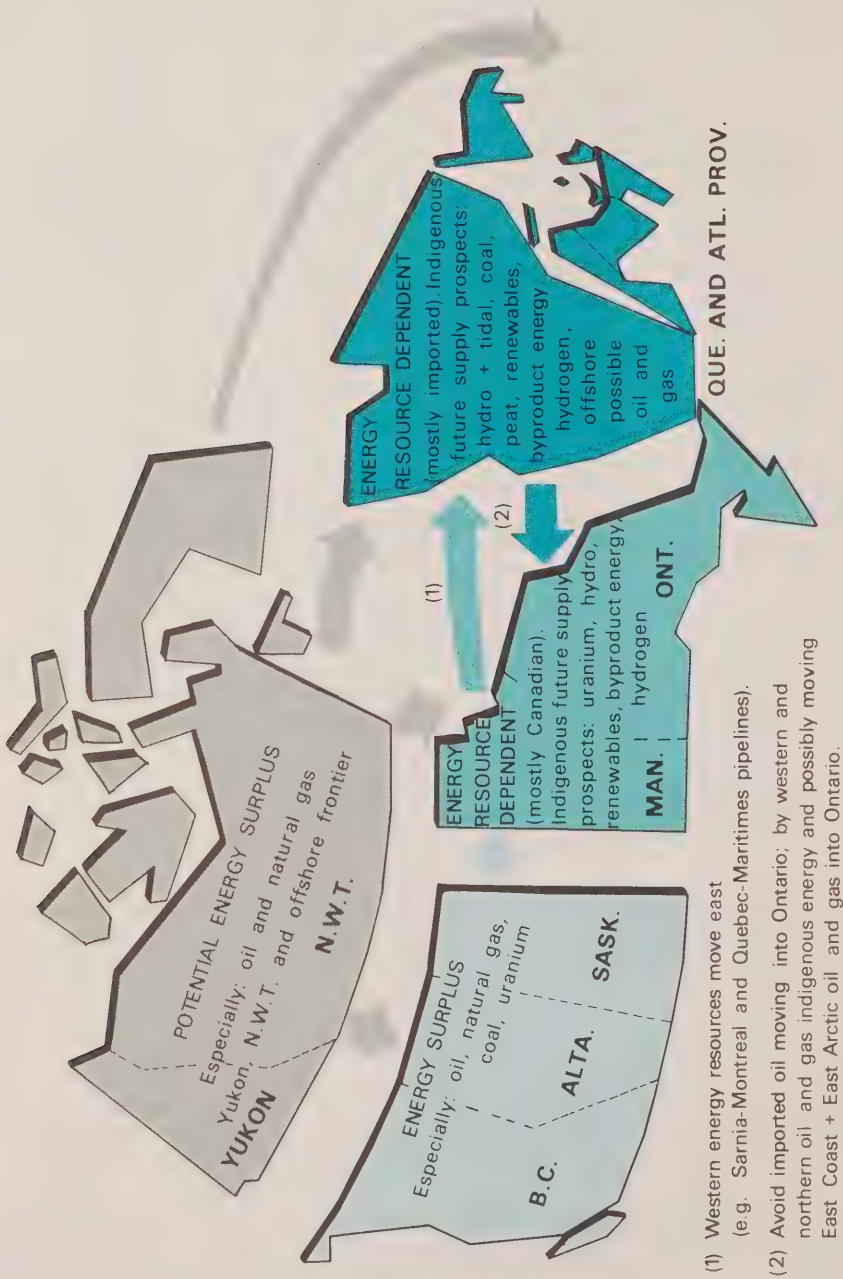 POTENTIAL ENERGY SURPLUS
Especially: oil and natural gas
Yukon, N.W.T. and offshore frontier
YUKON
N.W.T.
ENERGY SURPLUS
Especially: oil, natural gas,
coal, uranium
B.C.
ALTA.
SASK.
ENERGY
RESOURCE
DEPENDENT
(mostly Canadian).
Indigenous future supply
prospects: uranium, hydro,
renewables, byproduct energy,
hydrogen
MAN.
ONT.
(1)
(2)
ENERGY
RESOURCE DEPENDENT
(mostly imported). Indigenous
future supply prospects:
hydro + tidal, coal,
peat, renewables,
byproduct energy,
hydrogen,
offshore
possible
oil and
gas
QUE. AND ATL. PROV.
(1) Western energy resources move east
(e.g. Sarnia-Montreal and Quebec-Maritimes pipelines).
(2) Avoid imported oil moving into Ontario; by western and
northern oil and gas indigenous energy and possibly moving
East Coast + East Arctic oil and gas into Ontario.